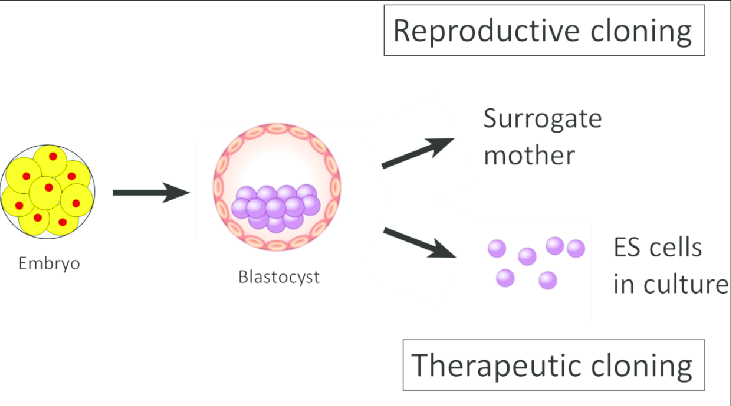 Reproductive cloning
Surrogate
mother
Embryo
Blastocyst
ES cells
in culture
Therapeutic cloning